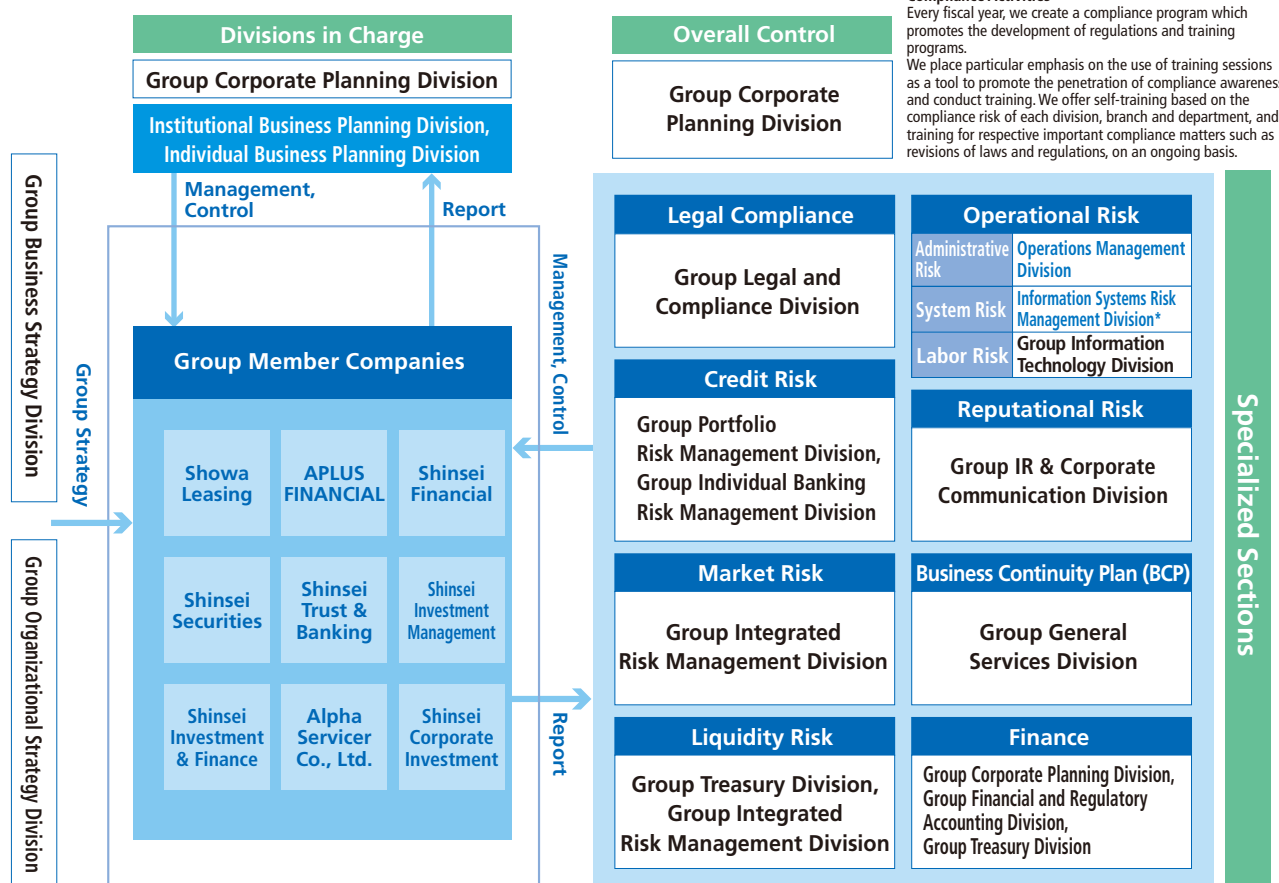 Compliance Activities
Every fiscal year, we create a compliance program which
promotes the development of regulations and training
programs.
We place particular emphasis on the use of training sessions
as a tool to promote the penetration of compliance awareness
and conduct training. We offer self-training based on the
compliance risk of each division, branch and department, and
training for respective important compliance matters such as
revisions of laws and regulations, on an ongoing basis.
Divisions in Charge
Group Corporate Planning Division
Institutional Business Planning Division,
Individual Business Planning Division
Management,
Control
Report
Group Business Strategy Division
Group Organizational Strategy Division
Group Strategy
Group Member Companies
Showa
Leasing
APLUS
FINANCIAL
Shinsei
Financial
Shinsei
Securities
Shinsei
Trust &
Banking
Shinsei
Investment
Management
Shinsei
Investment
& Finance
Alpha
Servicer
Co., Ltd.
Shinsei
Corporate
Investment
Management, Control
Report
Overall Control
Group Corporate
Planning Division
Legal Compliance
Group Legal and
Compliance Division
Credit Risk
Group Portfolio
Risk Management Division,
Group Individual Banking
Risk Management Division
Market Risk
Group Integrated
Risk Management Division
Liquidity Risk
Group Treasury Division,
Group Integrated
Risk Management Division
Operational Risk
Administrative
Risk
Operations Management
Division
System Risk
Information Systems Risk
Management Division*
Labor Risk
Group Information
Technology Division
Reputational Risk
Group IR & Corporate
Communication Division
Business Continuity Plan (BCP)
Group General
Services Division
Finance
Group Corporate Planning Division,
Group Financial and Regulatory
Accounting Division,
Group Treasury Division
Specialized Sections